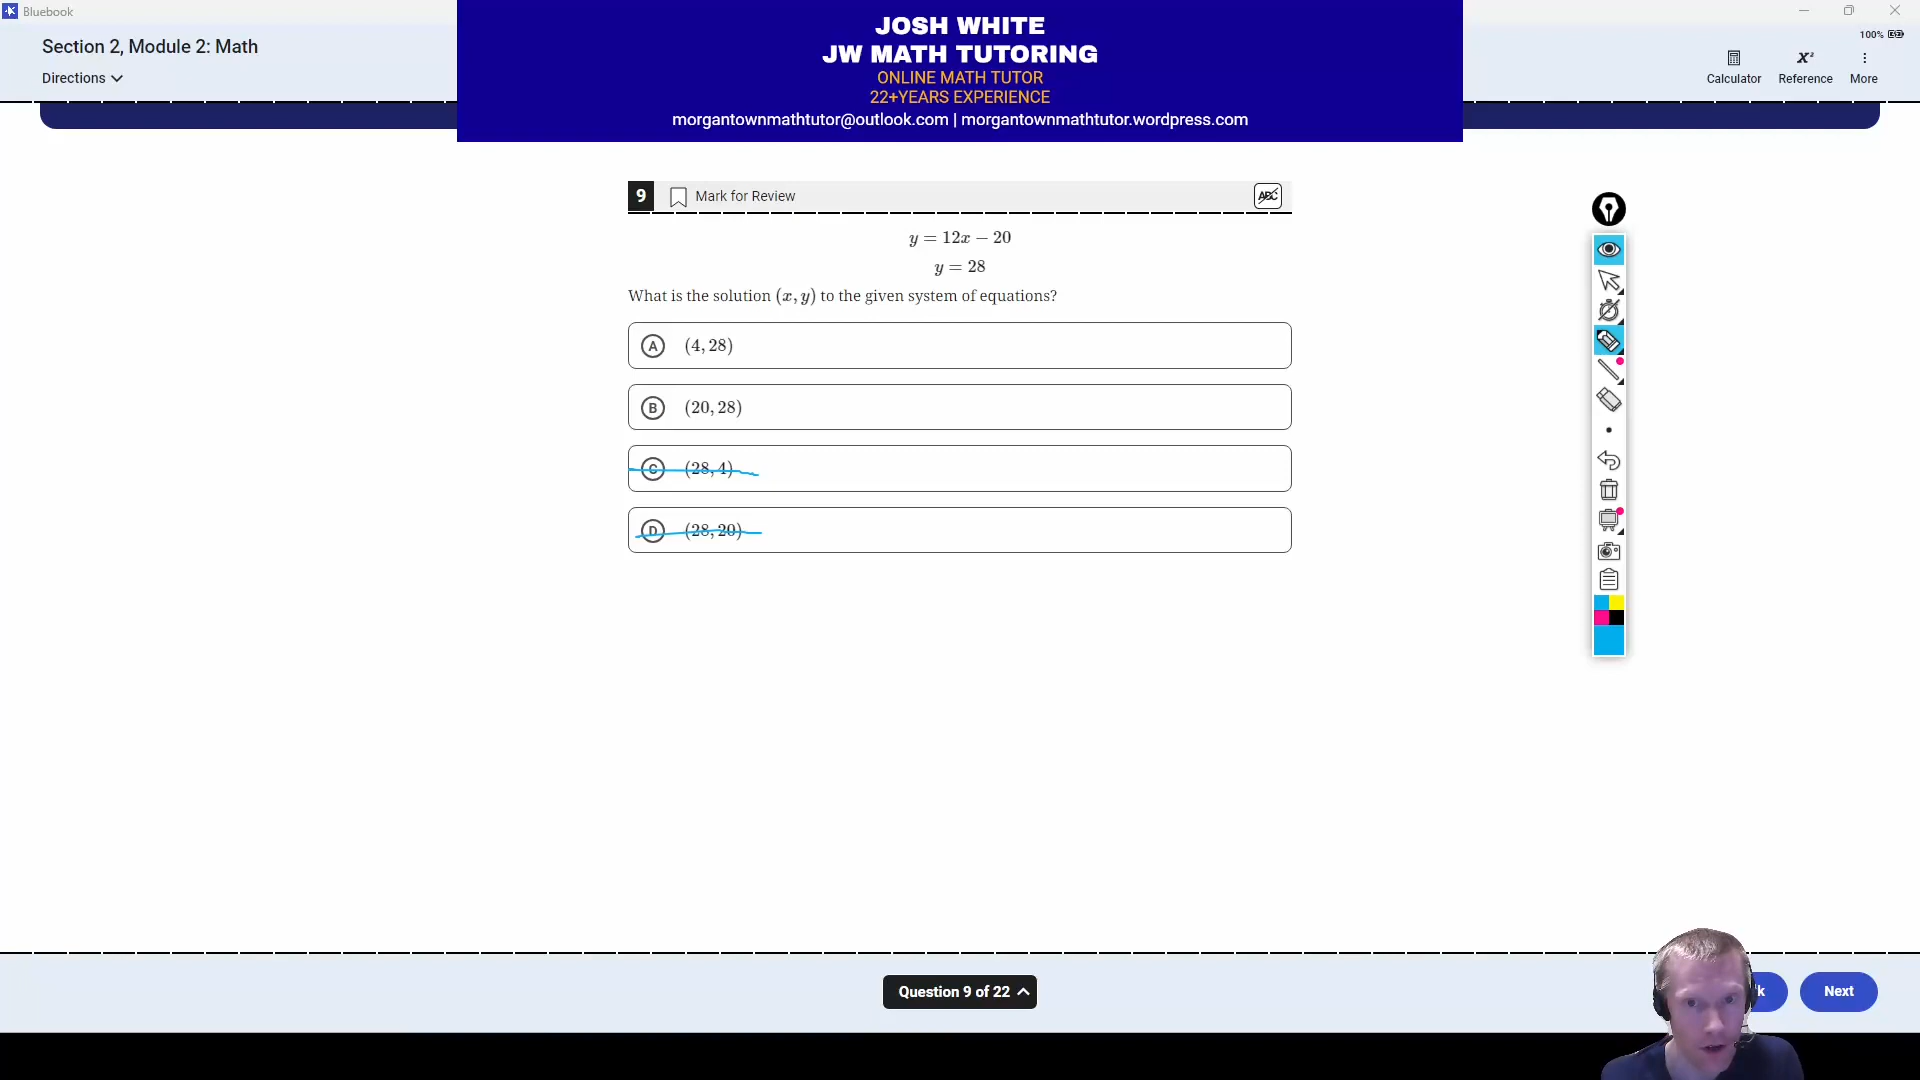 Bluebook
Section 2, Module 2: Math
Directions
JOSH WHITE
JW MATH TUTORING
ONLINE MATH TUTOR
22+YEARS EXPERIENCE
morgantownmathtutor@outlook.com | morgantownmathtutor.wordpress.com
100%
Calculator
x² Reference
More
9 Mark for Review ABC
y = 12x − 20
y = 28
What is the solution (x, y) to the given system of equations?
A (4, 28)
B (20, 28)
C (28, 4)
D (28, 20)
Question 9 of 22
k
Next